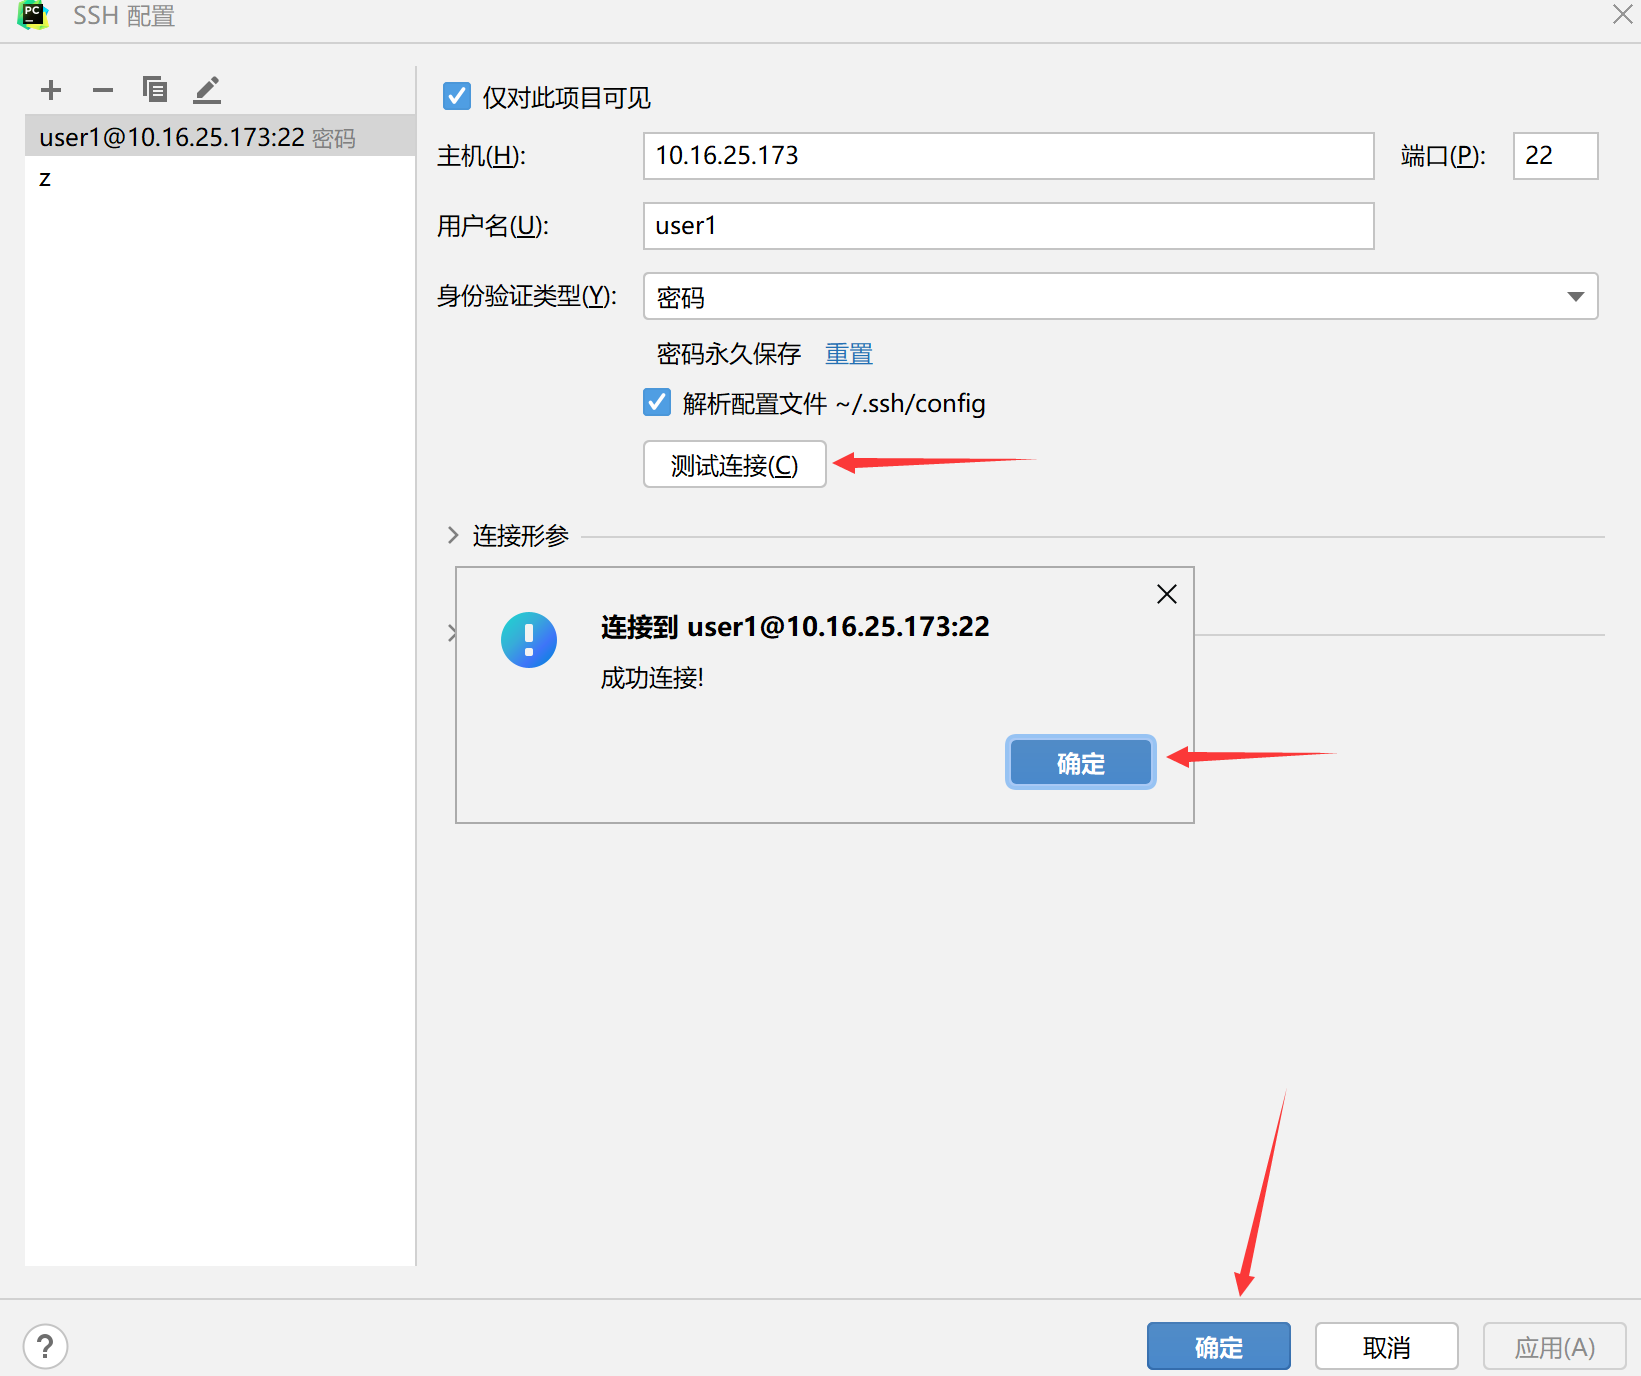 PC SSH 配置
user1@10.16.25.173:22 密码
z
仅对此项目可见
主机(H): 10.16.25.173 端口(P): 22
用户名(U): user1
身份验证类型(Y): 密码
密码永久保存 重置
解析配置文件 ~/.ssh/config
测试连接(C)
连接形参
连接到 user1@10.16.25.173:22
成功连接!
确定
? 确定 取消 应用(A)